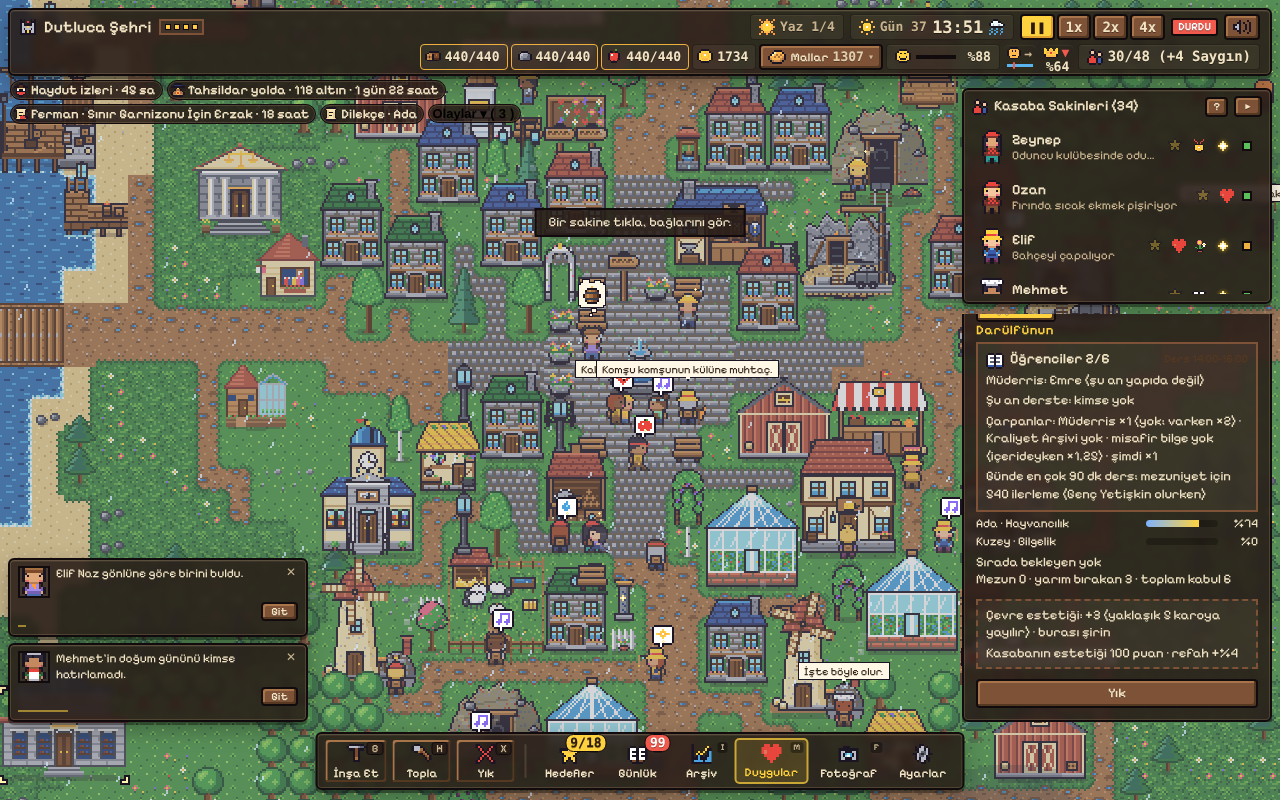 Dutluca Şehri
Yaz 1/4
Gün 37 13:51
1x
2x
4x
DURDU
440/440
440/440
440/440
1734
Mallar 1307
%88
%64
30/48 (+4 Saygın)
Haydut izleri · 45 sa
Tahsildar yolda · 118 altın · 1 gün 22 saat
Ferman · Sınır Garnizonu İçin Erzak · 18 saat
Dilekçe · Ada
Olaylar ▾ ( 3 )
Kasaba Sakinleri (34)
?
Zeynep
Oduncu kulübesinde odu...
Ozan
Fırında sıcak ekmek pişiriyor
Elif
Bahçeyi çapalıyor
Mehmet
Bir sakine tıkla, bağlarını gör.
Komşu komşunun külüne muhtaç.
İşte böyle olur.
Darülfünun
Öğrenciler 2/6
Müderris: Emre (şu an yapıda değil)
Şu an derste: kimse yok
Çarpanlar: Müderris ×1 (yok; varken ×2) ·
Kraliyet Arşivi yok · misafir bilge yok
(içerideyken ×1,25) · şimdi ×1
Günde en çok 90 dk ders; mezuniyet için
540 ilerleme (Genç Yetişkin olurken)
Ada · Hayvancılık %74
Kuzey · Bilgelik %0
Sırada bekleyen yok
Mezun 0 · yarım bırakan 3 · toplam kabul 6
Çevre estetiği: +3 (yaklaşık 5 karoya
yayılır) · burası şirin
Kasabanın estetiği 100 puan · refah +%4
Yık
Elif Naz gönlüne göre birini buldu.
×
Git
Mehmet'in doğum gününü kimse
hatırlamadı.
×
Git
İnşa Et
B
Topla
H
Yık
X
9/18
Hedefler
99
Günlük
Arşiv
I
Duygular
M
Fotoğraf
F
Ayarlar